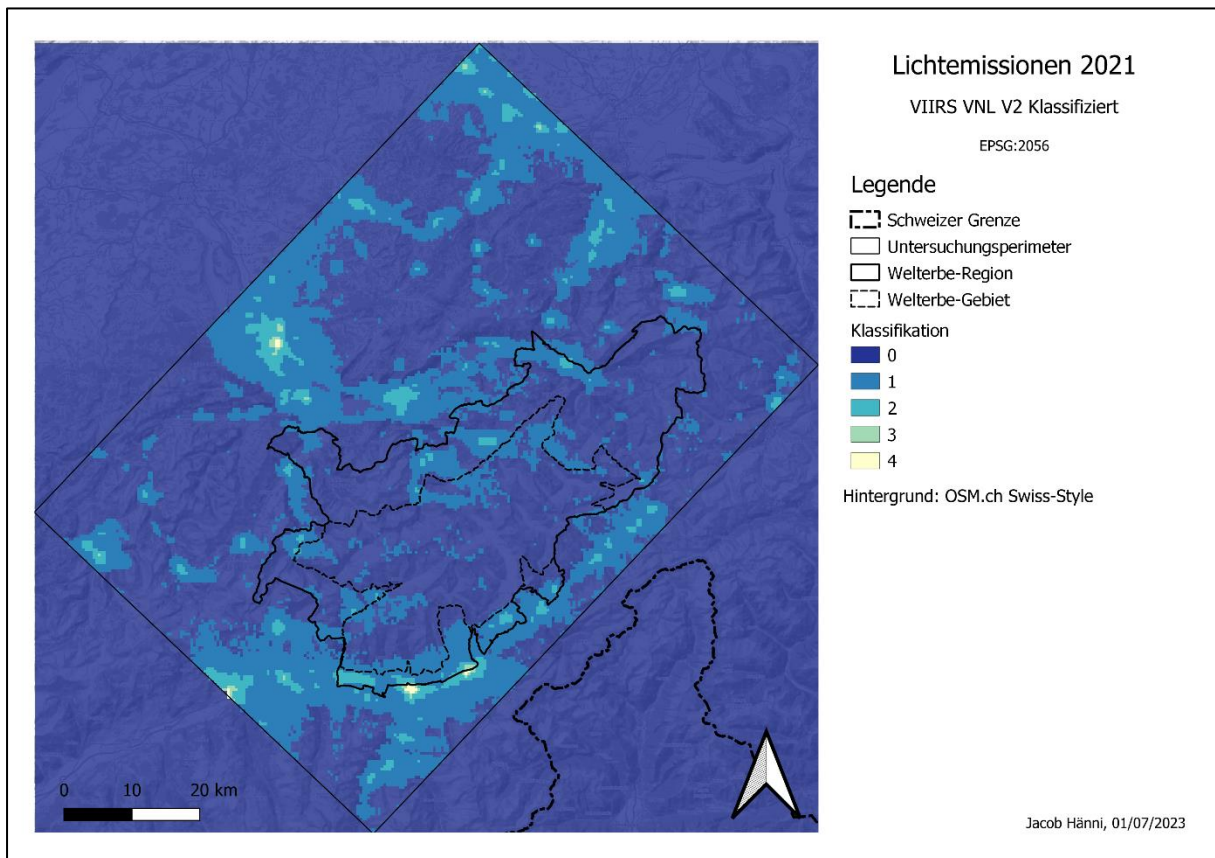 Lichtemissionen 2021
VIIRS VNL V2 Klassifiziert
EPSG:2056
Legende
Schweizer Grenze
Untersuchungsperimeter
Welterbe-Region
Welterbe-Gebiet
Klassifikation
0
1
2
3
4
Hintergrund: OSM.ch Swiss-Style
0 10 20 km
Jacob Hänni, 01/07/2023